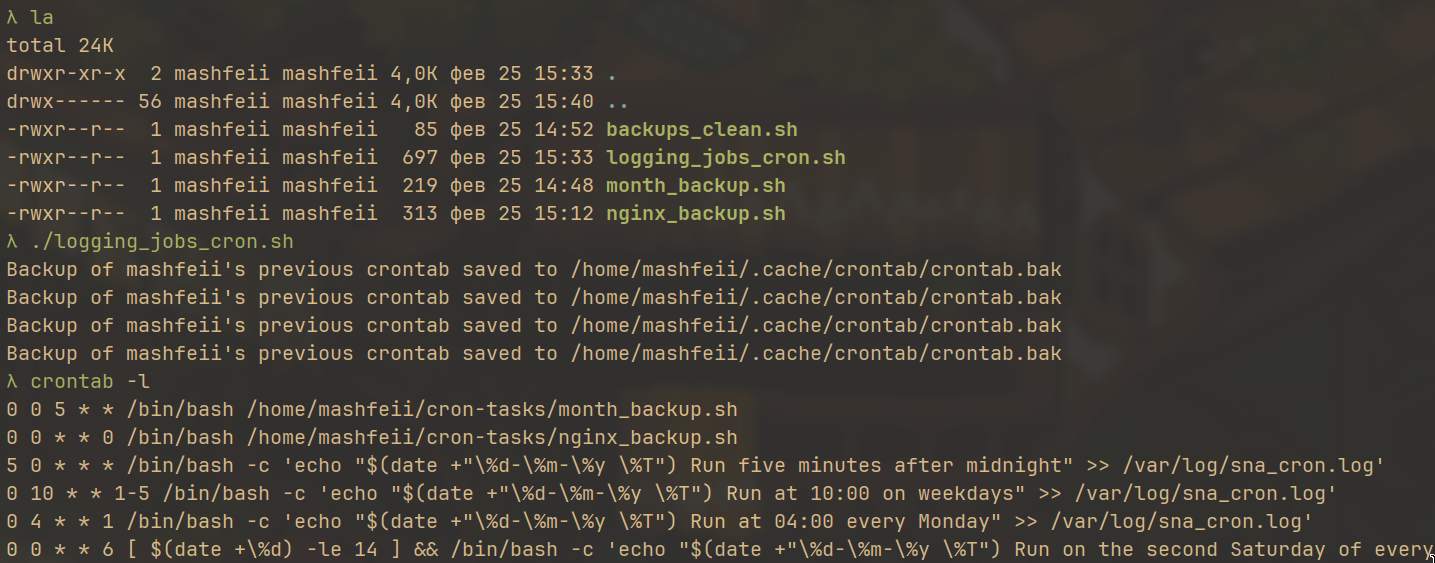 λ la
total 24K
drwxr-xr-x  2 mashfeii mashfeii 4,0K фев 25 15:33 .
drwx------ 56 mashfeii mashfeii 4,0K фев 25 15:40 ..
-rwxr--r--  1 mashfeii mashfeii   85 фев 25 14:52 backups_clean.sh
-rwxr--r--  1 mashfeii mashfeii  697 фев 25 15:33 logging_jobs_cron.sh
-rwxr--r--  1 mashfeii mashfeii  219 фев 25 14:48 month_backup.sh
-rwxr--r--  1 mashfeii mashfeii  313 фев 25 15:12 nginx_backup.sh
λ ./logging_jobs_cron.sh
Backup of mashfeii's previous crontab saved to /home/mashfeii/.cache/crontab/crontab.bak
Backup of mashfeii's previous crontab saved to /home/mashfeii/.cache/crontab/crontab.bak
Backup of mashfeii's previous crontab saved to /home/mashfeii/.cache/crontab/crontab.bak
Backup of mashfeii's previous crontab saved to /home/mashfeii/.cache/crontab/crontab.bak
λ crontab -l
0 0 5 * * /bin/bash /home/mashfeii/cron-tasks/month_backup.sh
0 0 * * 0 /bin/bash /home/mashfeii/cron-tasks/nginx_backup.sh
5 0 * * * /bin/bash -c 'echo "$(date +"\%d-\%m-\%y \%T") Run five minutes after midnight" >> /var/log/sna_cron.log'
0 10 * * 1-5 /bin/bash -c 'echo "$(date +"\%d-\%m-\%y \%T") Run at 10:00 on weekdays" >> /var/log/sna_cron.log'
0 4 * * 1 /bin/bash -c 'echo "$(date +"\%d-\%m-\%y \%T") Run at 04:00 every Monday" >> /var/log/sna_cron.log'
0 0 * * 6 [ $(date +\%d) -le 14 ] && /bin/bash -c 'echo "$(date +"\%d-\%m-\%y \%T") Run on the second Saturday of every